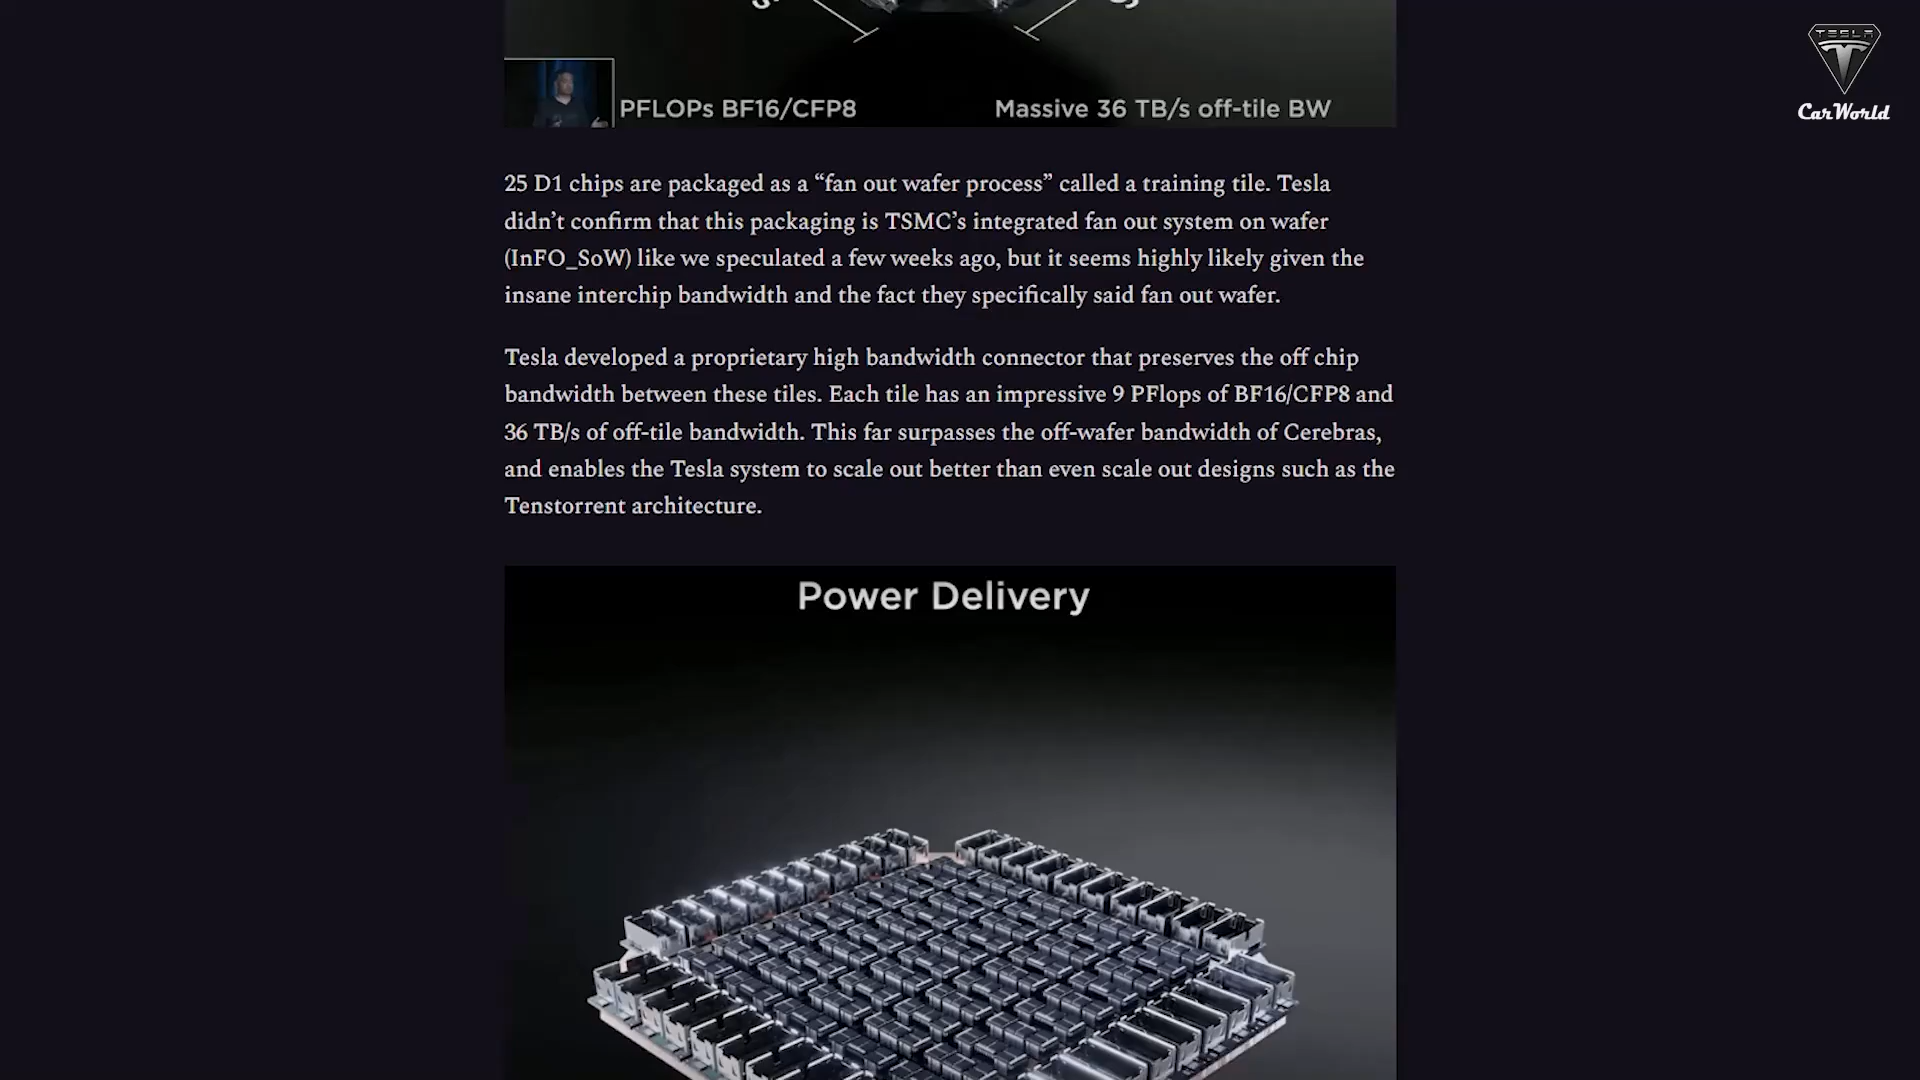 PFLOPs BF16/CFP8
Massive 36 TB/s off-tile BW
TESLA
CarWorld
25 D1 chips are packaged as a “fan out wafer process” called a training tile. Tesla
didn’t confirm that this packaging is TSMC’s integrated fan out system on wafer
(InFO_SoW) like we speculated a few weeks ago, but it seems highly likely given the
insane interchip bandwidth and the fact they specifically said fan out wafer.
Tesla developed a proprietary high bandwidth connector that preserves the off chip
bandwidth between these tiles. Each tile has an impressive 9 PFlops of BF16/CFP8 and
36 TB/s of off-tile bandwidth. This far surpasses the off-wafer bandwidth of Cerebras,
and enables the Tesla system to scale out better than even scale out designs such as the
Tenstorrent architecture.
Power Delivery